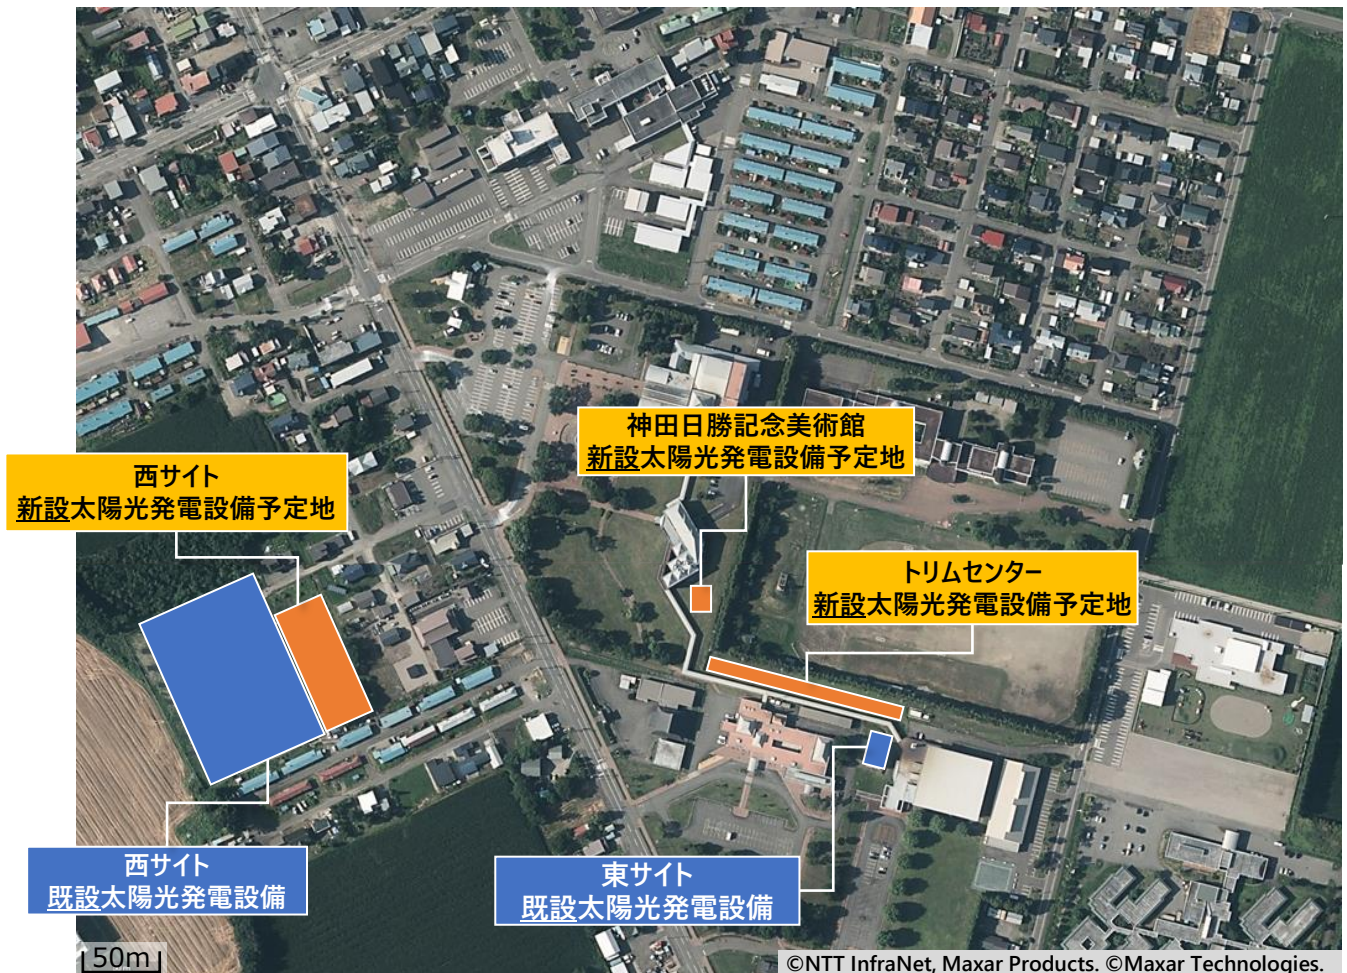 神田日勝記念美術館
新設太陽光発電設備予定地
西サイト
新設太陽光発電設備予定地
トリムセンター
新設太陽光発電設備予定地
西サイト
既設太陽光発電設備
東サイト
既設太陽光発電設備
50m
©NTT InfraNet, Maxar Products. ©Maxar Technologies.